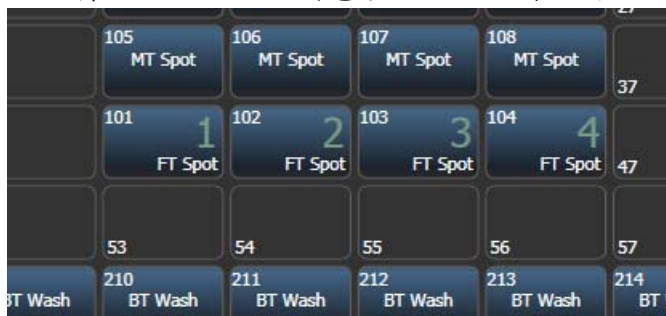 105 106 107 108
MT Spot MT Spot MT Spot MT Spot
37
101 1 102 2 103 3 104 4
FT Spot FT Spot FT Spot FT Spot 47
53 54 55 56 57
210 211 212 213 214
BT Wash BT Wash BT Wash BT Wash BT